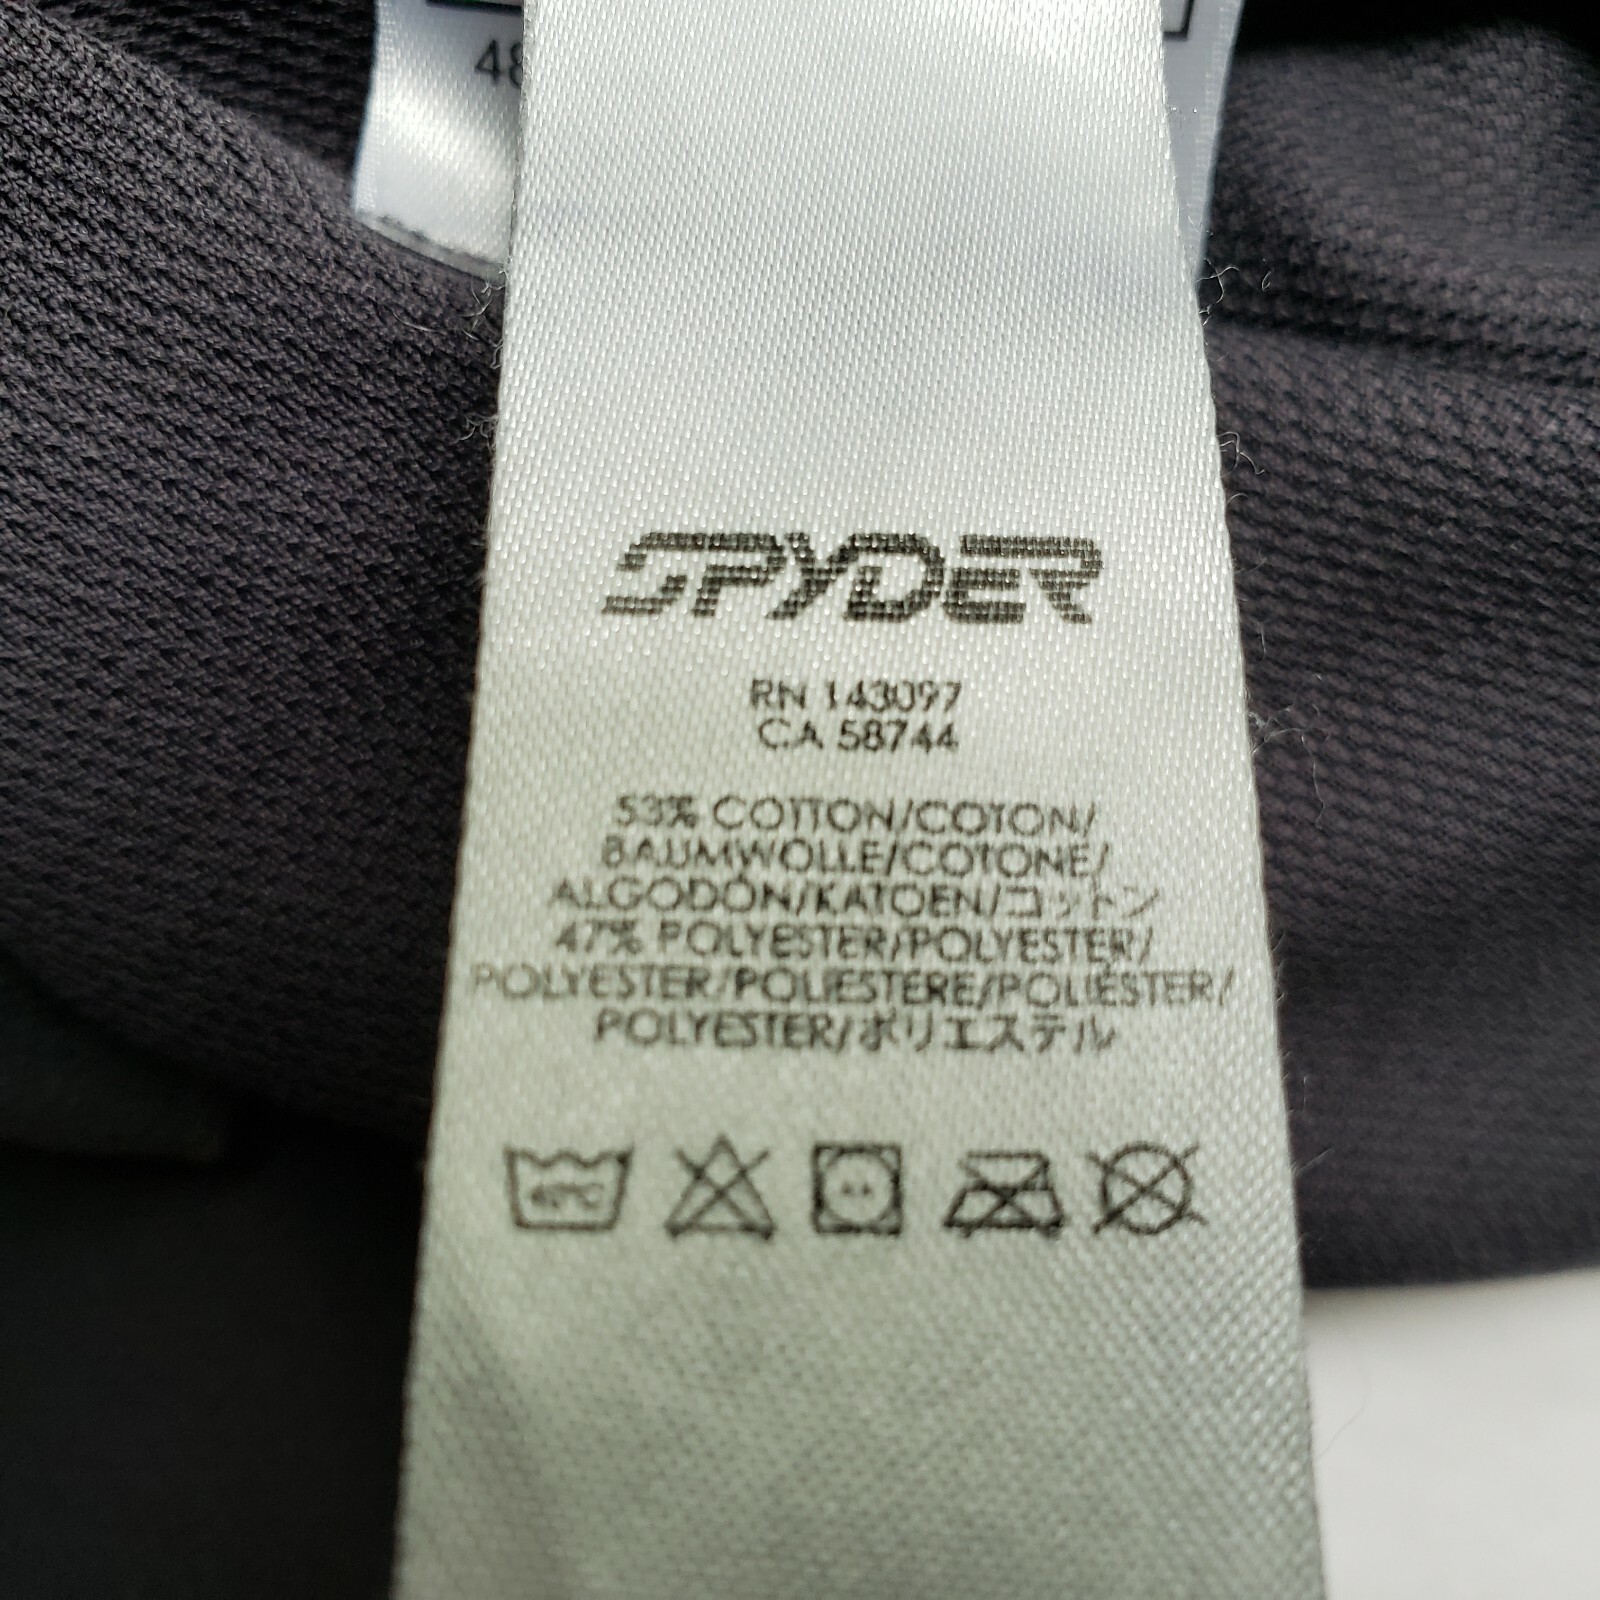 48
SPYDER
RN 143097
CA 58744
53% COTTON/COTON/
BAUMWOLLE/COTONE/
ALGODÓN/KATOEN/コットン
47% POLYESTER/POLYESTER/
POLYESTER/POLIESTERE/POLIÉSTER/
POLYESTER/ポリエステル
40°C